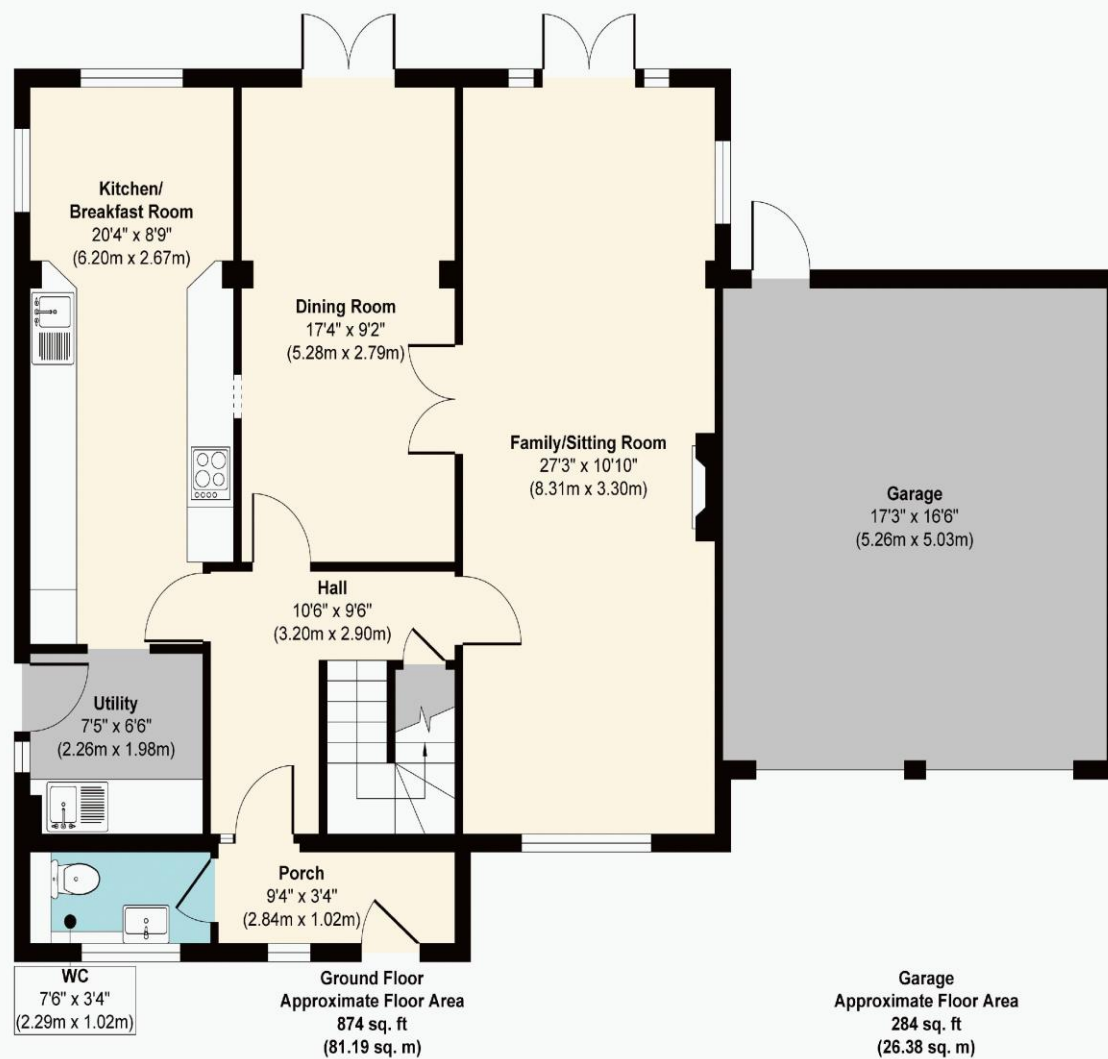 Kitchen/
Breakfast Room
20'4" x 8'9"
(6.20m x 2.67m)
Dining Room
17'4" x 9'2"
(5.28m x 2.79m)
Family/Sitting Room
27'3" x 10'10"
(8.31m x 3.30m)
Garage
17'3" x 16'6"
(5.26m x 5.03m)
Hall
10'6" x 9'6"
(3.20m x 2.90m)
Utility
7'5" x 6'6"
(2.26m x 1.98m)
Porch
9'4" x 3'4"
(2.84m x 1.02m)
WC
7'6" x 3'4"
(2.29m x 1.02m)
Ground Floor
Approximate Floor Area
874 sq. ft
(81.19 sq. m)
Garage
Approximate Floor Area
284 sq. ft
(26.38 sq. m)